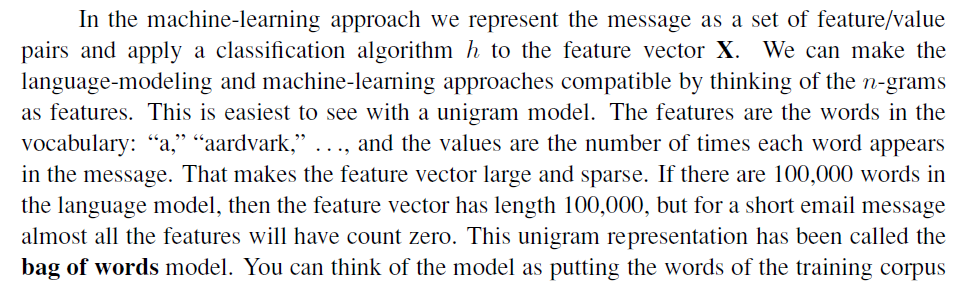 In the machine-learning approach we represent the message as a set of feature/value
pairs and apply a classification algorithm h to the feature vector X. We can make the
language-modeling and machine-learning approaches compatible by thinking of the n-grams
as features. This is easiest to see with a unigram model. The features are the words in the
vocabulary: “a,” “aardvark,” . . ., and the values are the number of times each word appears
in the message. That makes the feature vector large and sparse. If there are 100,000 words in
the language model, then the feature vector has length 100,000, but for a short email message
almost all the features will have count zero. This unigram representation has been called the
bag of words model. You can think of the model as putting the words of the training corpus